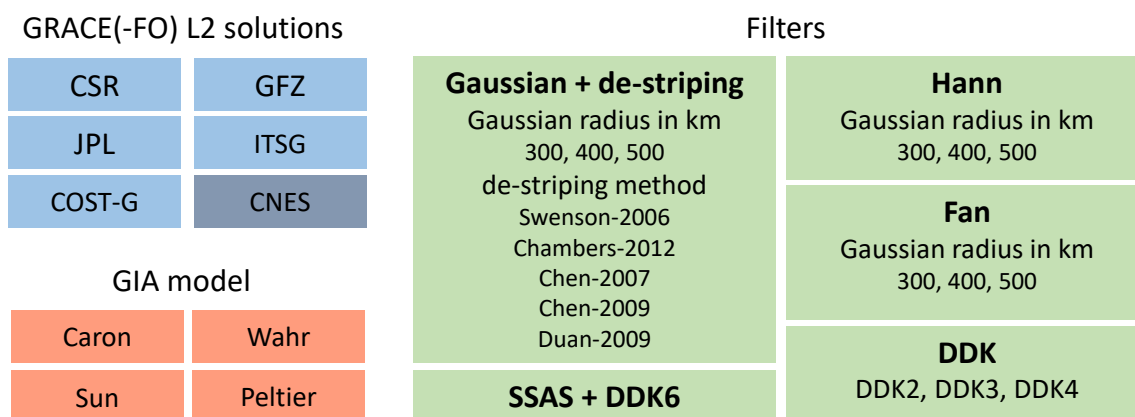 GRACE(-FO) L2 solutions
CSR
GFZ
JPL
ITSG
COST-G
CNES
GIA model
Caron
Wahr
Sun
Peltier
Filters
Gaussian + de-striping
Gaussian radius in km
300, 400, 500
de-striping method
Swenson-2006
Chambers-2012
Chen-2007
Chen-2009
Duan-2009
SSAS + DDK6
Hann
Gaussian radius in km
300, 400, 500
Fan
Gaussian radius in km
300, 400, 500
DDK
DDK2, DDK3, DDK4